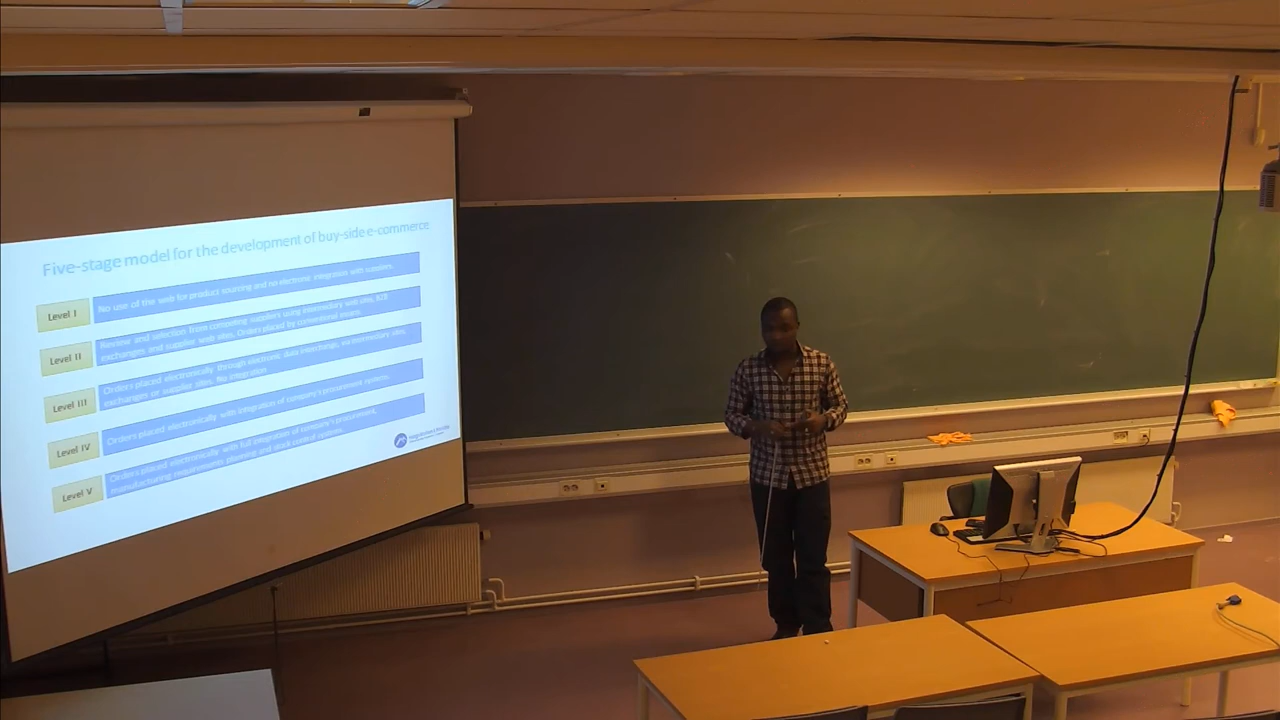 Five-stage model for the development of buy-side e-commerce
Level I
No use of the web for product sourcing and no electronic integration with suppliers.
Level II
Review and selection from competing suppliers using intermediary web sites, B2B
exchanges and supplier web sites. Orders placed by conventional means.
Level III
Orders placed electronically through electronic data interchange, via intermediary sites,
exchanges or supplier sites. No integration
Level IV
Orders placed electronically with integration of company's procurement systems.
Level V
Orders placed electronically with full integration of company's procurement,
manufacturing requirements planning and stock control systems.